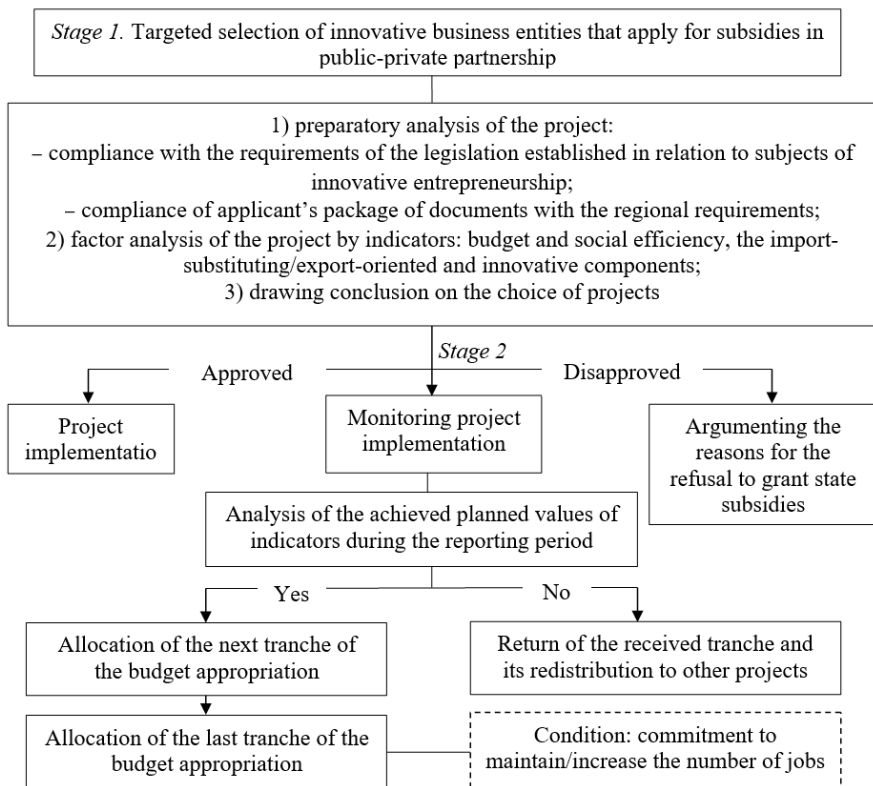 Stage 1. Targeted selection of innovative business entities that apply for subsidies in
public-private partnership
1) preparatory analysis of the project:
– compliance with the requirements of the legislation established in relation to subjects of
innovative entrepreneurship;
– compliance of applicant’s package of documents with the regional requirements;
2) factor analysis of the project by indicators: budget and social efficiency, the import-
substituting/export-oriented and innovative components;
3) drawing conclusion on the choice of projects
Stage 2
Approved
Disapproved
Project
implementatio
Monitoring project
implementation
Argumenting the
reasons for the
refusal to grant state
subsidies
Analysis of the achieved planned values of
indicators during the reporting period
Yes
No
Allocation of the next tranche of
the budget appropriation
Return of the received tranche and
its redistribution to other projects
Allocation of the last tranche of the
budget appropriation
Condition: commitment to
maintain/increase the number of jobs